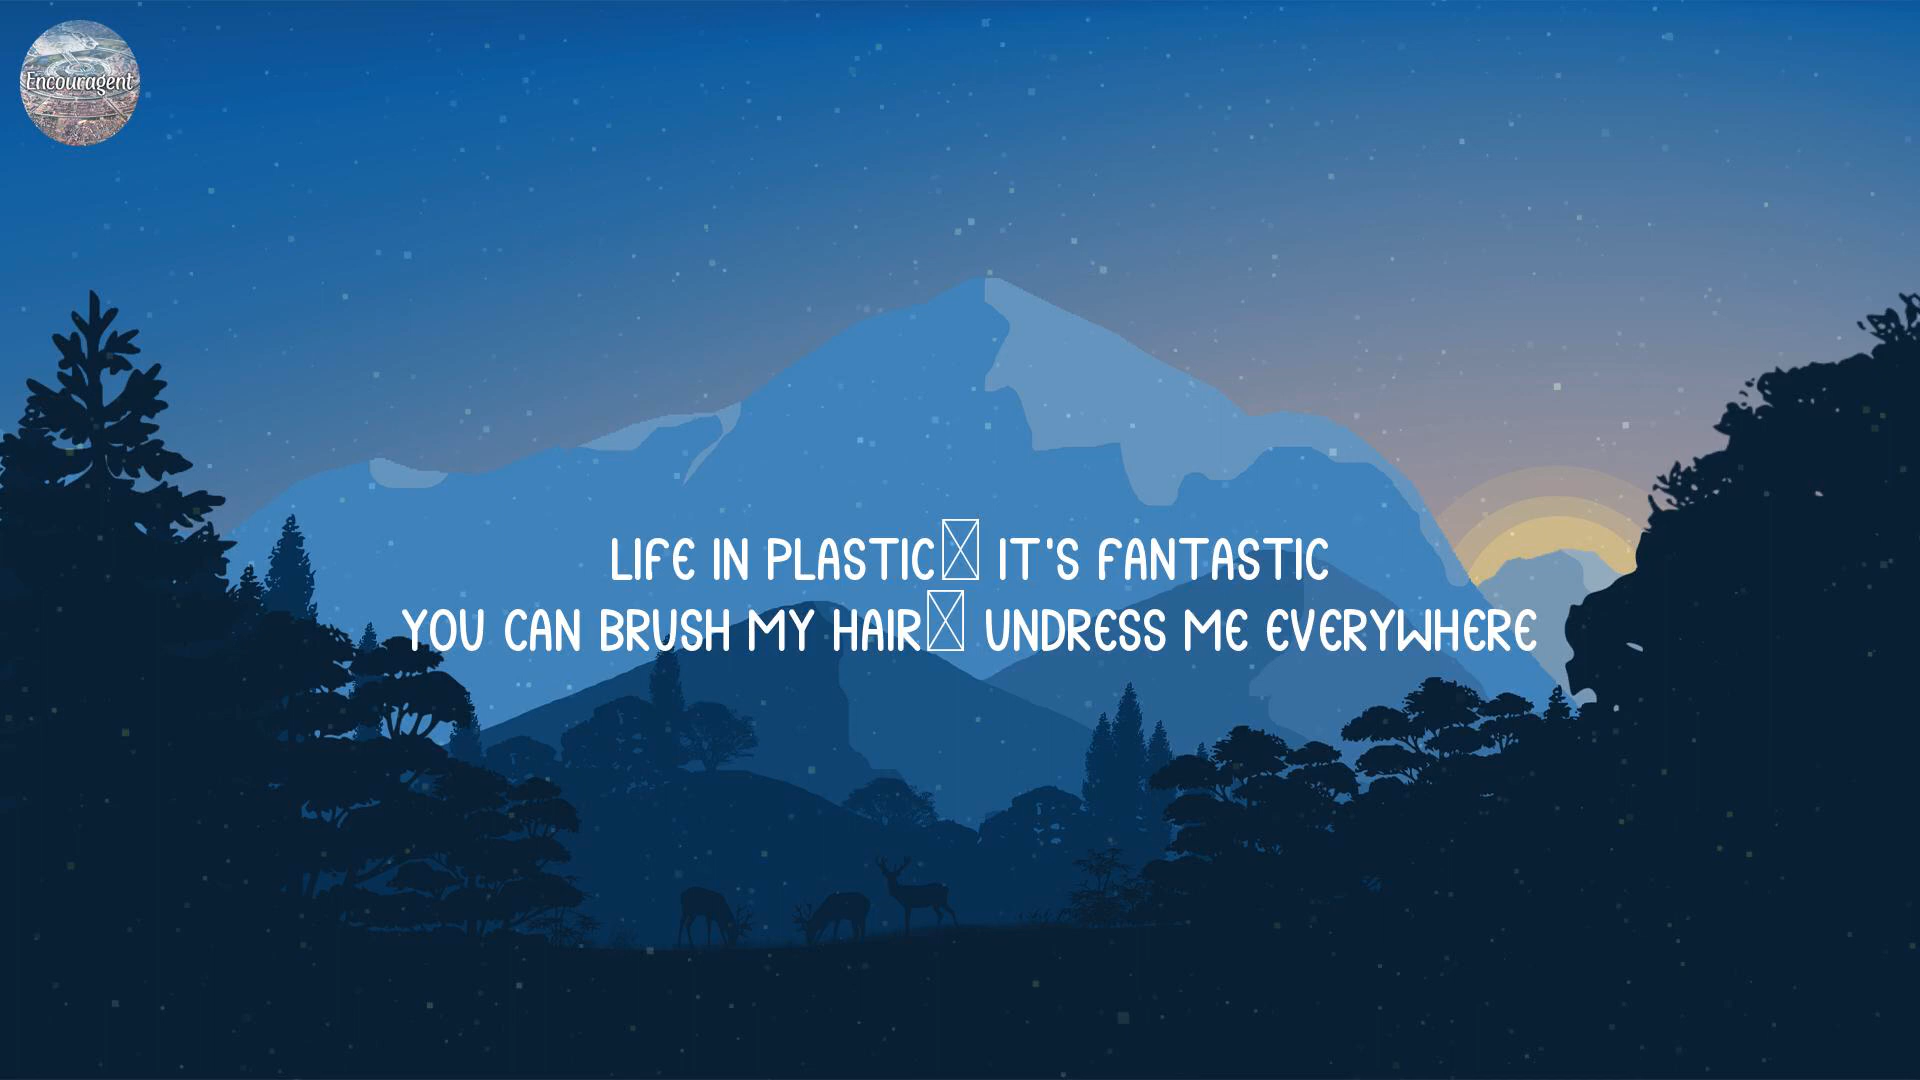 Encouragent
LIFE IN PLASTIC☒ IT'S FANTASTIC
YOU CAN BRUSH MY HAIR☒ UNDRESS ME EVERYWHERE